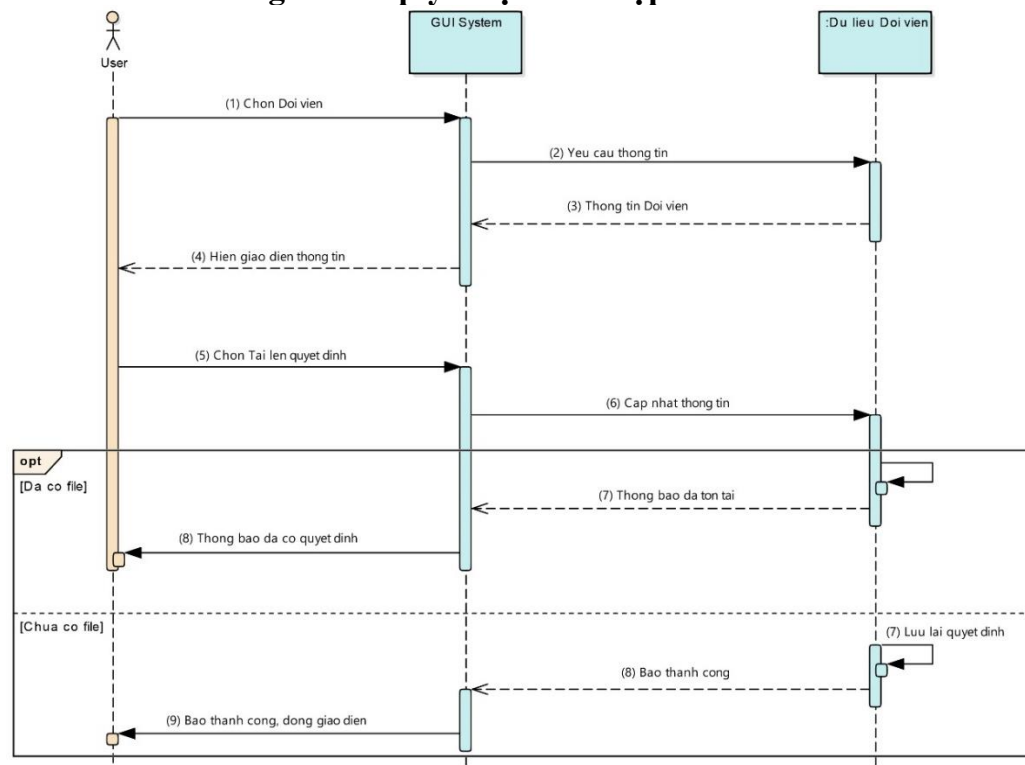 GUI System
:Du lieu Doi vien
User
(1) Chon Doi vien
(2) Yeu cau thong tin
(3) Thong tin Doi vien
(4) Hien giao dien thong tin
(5) Chon Tai len quyet dinh
(6) Cap nhat thong tin
opt
[Da co file]
(7) Thong bao da ton tai
(8) Thong bao da co quyet dinh
[Chua co file]
(7) Luu lai quyet dinh
(8) Bao thanh cong
(9) Bao thanh cong, dong giao dien